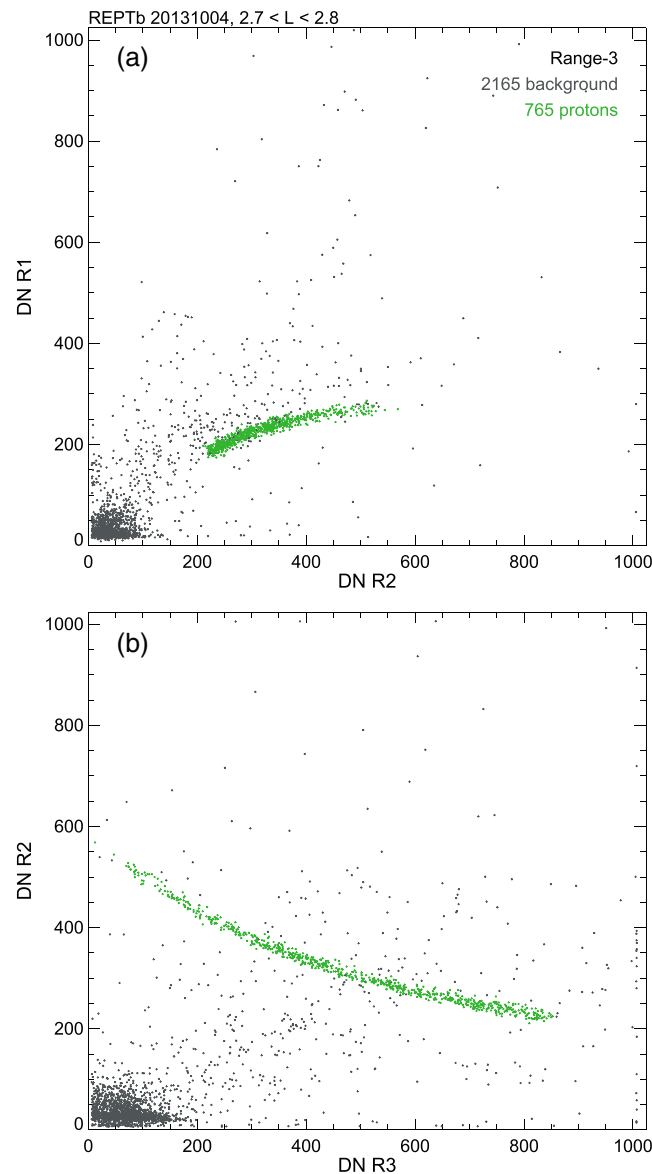 REPTb 20131004, 2.7 < L < 2.8
(a)
Range-3
2165 background
765 protons
1000
800
600
400
200
0
DN R1
0 200 400 600 800 1000
DN R2
(b)
1000
800
600
400
200
0
DN R2
0 200 400 600 800 1000
DN R3